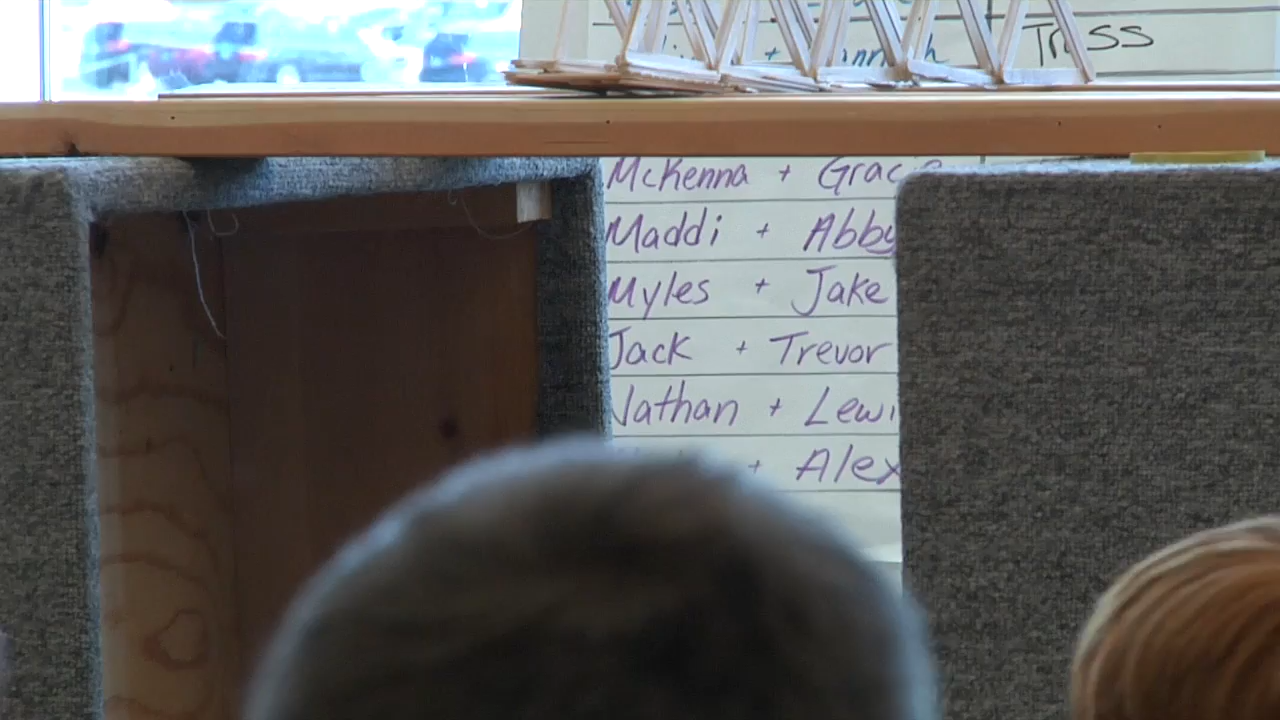 + Truss
McKenna + Grac
Maddi + Abby
Myles + Jake
Jack + Trevor
Nathan + Lewi
+ Alex